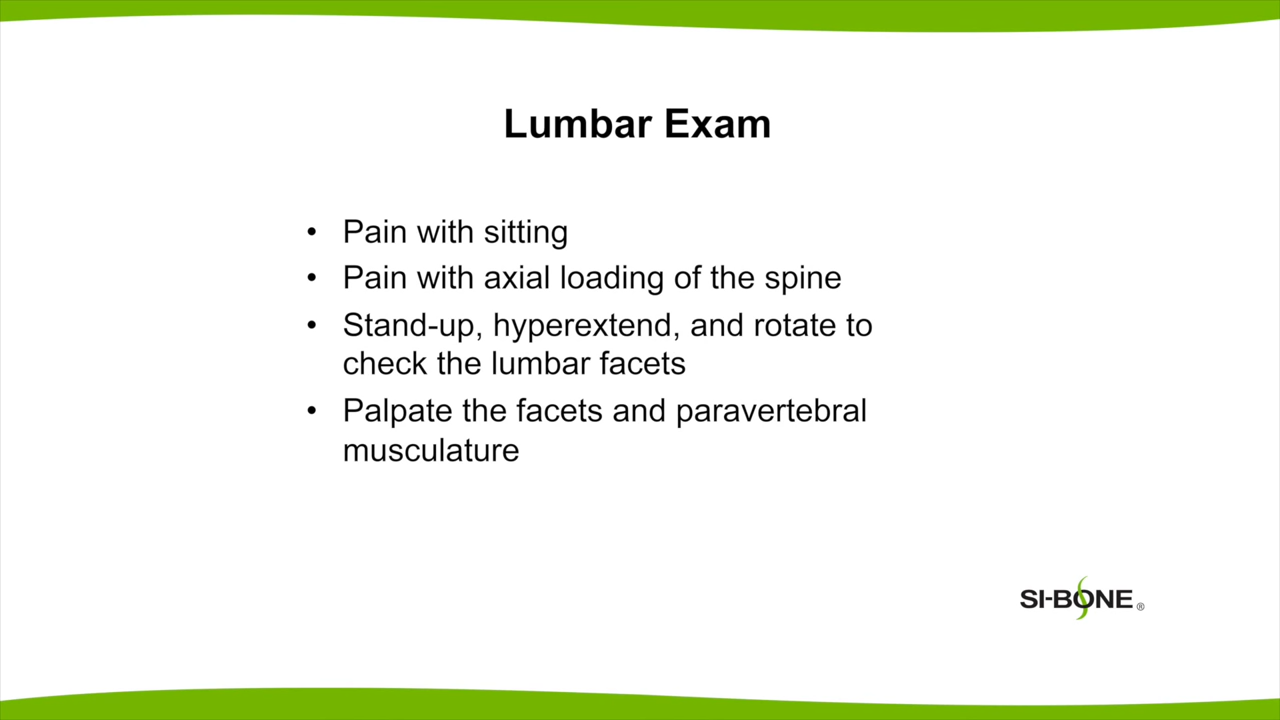 Lumbar Exam
• Pain with sitting
• Pain with axial loading of the spine
• Stand-up, hyperextend, and rotate to
check the lumbar facets
• Palpate the facets and paravertebral
musculature
SI-BONE®